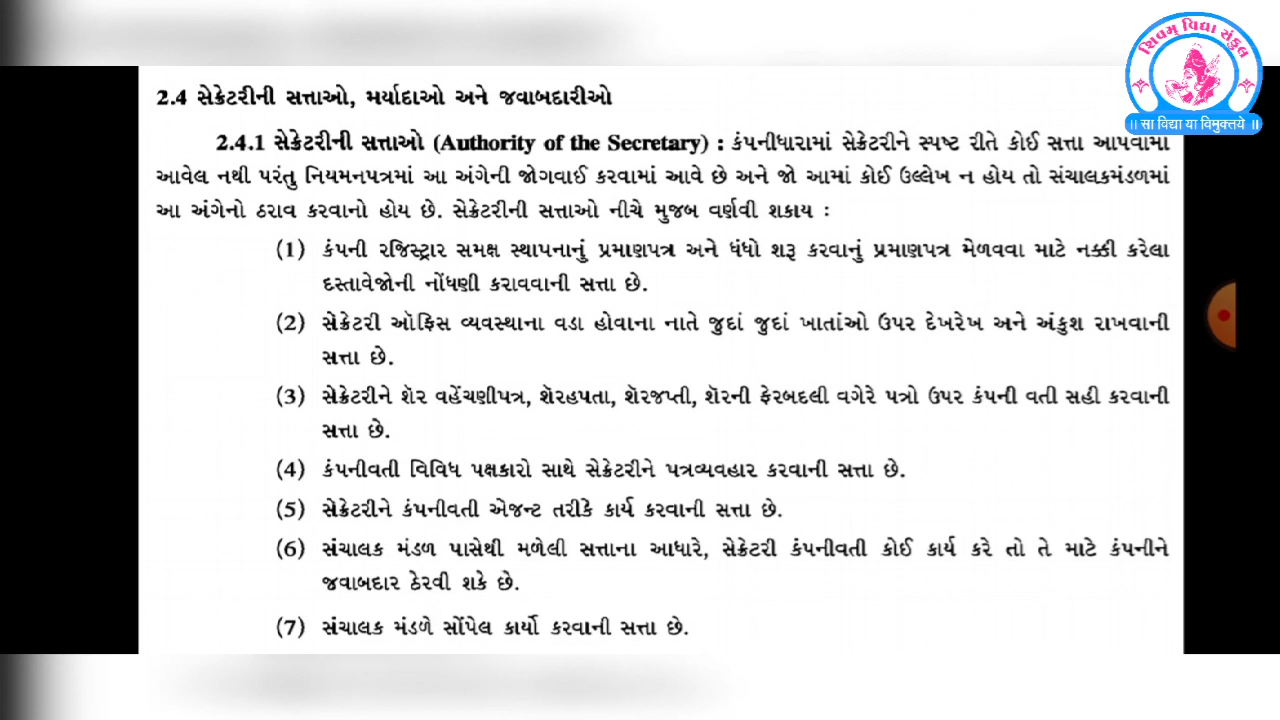 શિવમ્ વિદ્યા સંકુલ
॥ सा विद्या या विमुक्तये ॥
2.4 સેક્રેટરીની સત્તાઓ, મર્યાદાઓ અને જવાબદારીઓ
2.4.1 સેક્રેટરીની સત્તાઓ (Authority of the Secretary) : કંપનીધારામાં સેક્રેટરીને સ્પષ્ટ રીતે કોઈ સત્તા આપવામાં
આવેલ નથી પરંતુ નિયમનપત્રમાં આ અંગેની જોગવાઈ કરવામાં આવે છે અને જો આમાં કોઈ ઉલ્લેખ ન હોય તો સંચાલકમંડળમાં
આ અંગેનો ઠરાવ કરવાનો હોય છે. સેક્રેટરીની સત્તાઓ નીચે મુજબ વર્ણવી શકાય :
(1) કંપની રજિસ્ટ્રાર સમક્ષ સ્થાપનાનું પ્રમાણપત્ર અને ધંધો શરૂ કરવાનું પ્રમાણપત્ર મેળવવા માટે નક્કી કરેલા
દસ્તાવેજોની નોંધણી કરાવવાની સત્તા છે.
(2) સેક્રેટરી ઑફિસ વ્યવસ્થાના વડા હોવાના નાતે જુદાં જુદાં ખાતાંઓ ઉપર દેખરેખ અને અંકુશ રાખવાની
સત્તા છે.
(3) સેક્રેટરીને શૅર વહેંચણીપત્ર, શૅરહપતા, શૅરજપ્તી, શૅરની ફેરબદલી વગેરે પત્રો ઉપર કંપની વતી સહી કરવાની
સત્તા છે.
(4) કંપનીવતી વિવિધ પક્ષકારો સાથે સેક્રેટરીને પત્રવ્યવહાર કરવાની સત્તા છે.
(5) સેક્રેટરીને કંપનીવતી એજન્ટ તરીકે કાર્ય કરવાની સત્તા છે.
(6) સંચાલક મંડળ પાસેથી મળેલી સત્તાના આધારે, સેક્રેટરી કંપનીવતી કોઈ કાર્ય કરે તો તે માટે કંપનીને
જવાબદાર ઠેરવી શકે છે.
(7) સંચાલક મંડળે સોંપેલ કાર્યો કરવાની સત્તા છે.